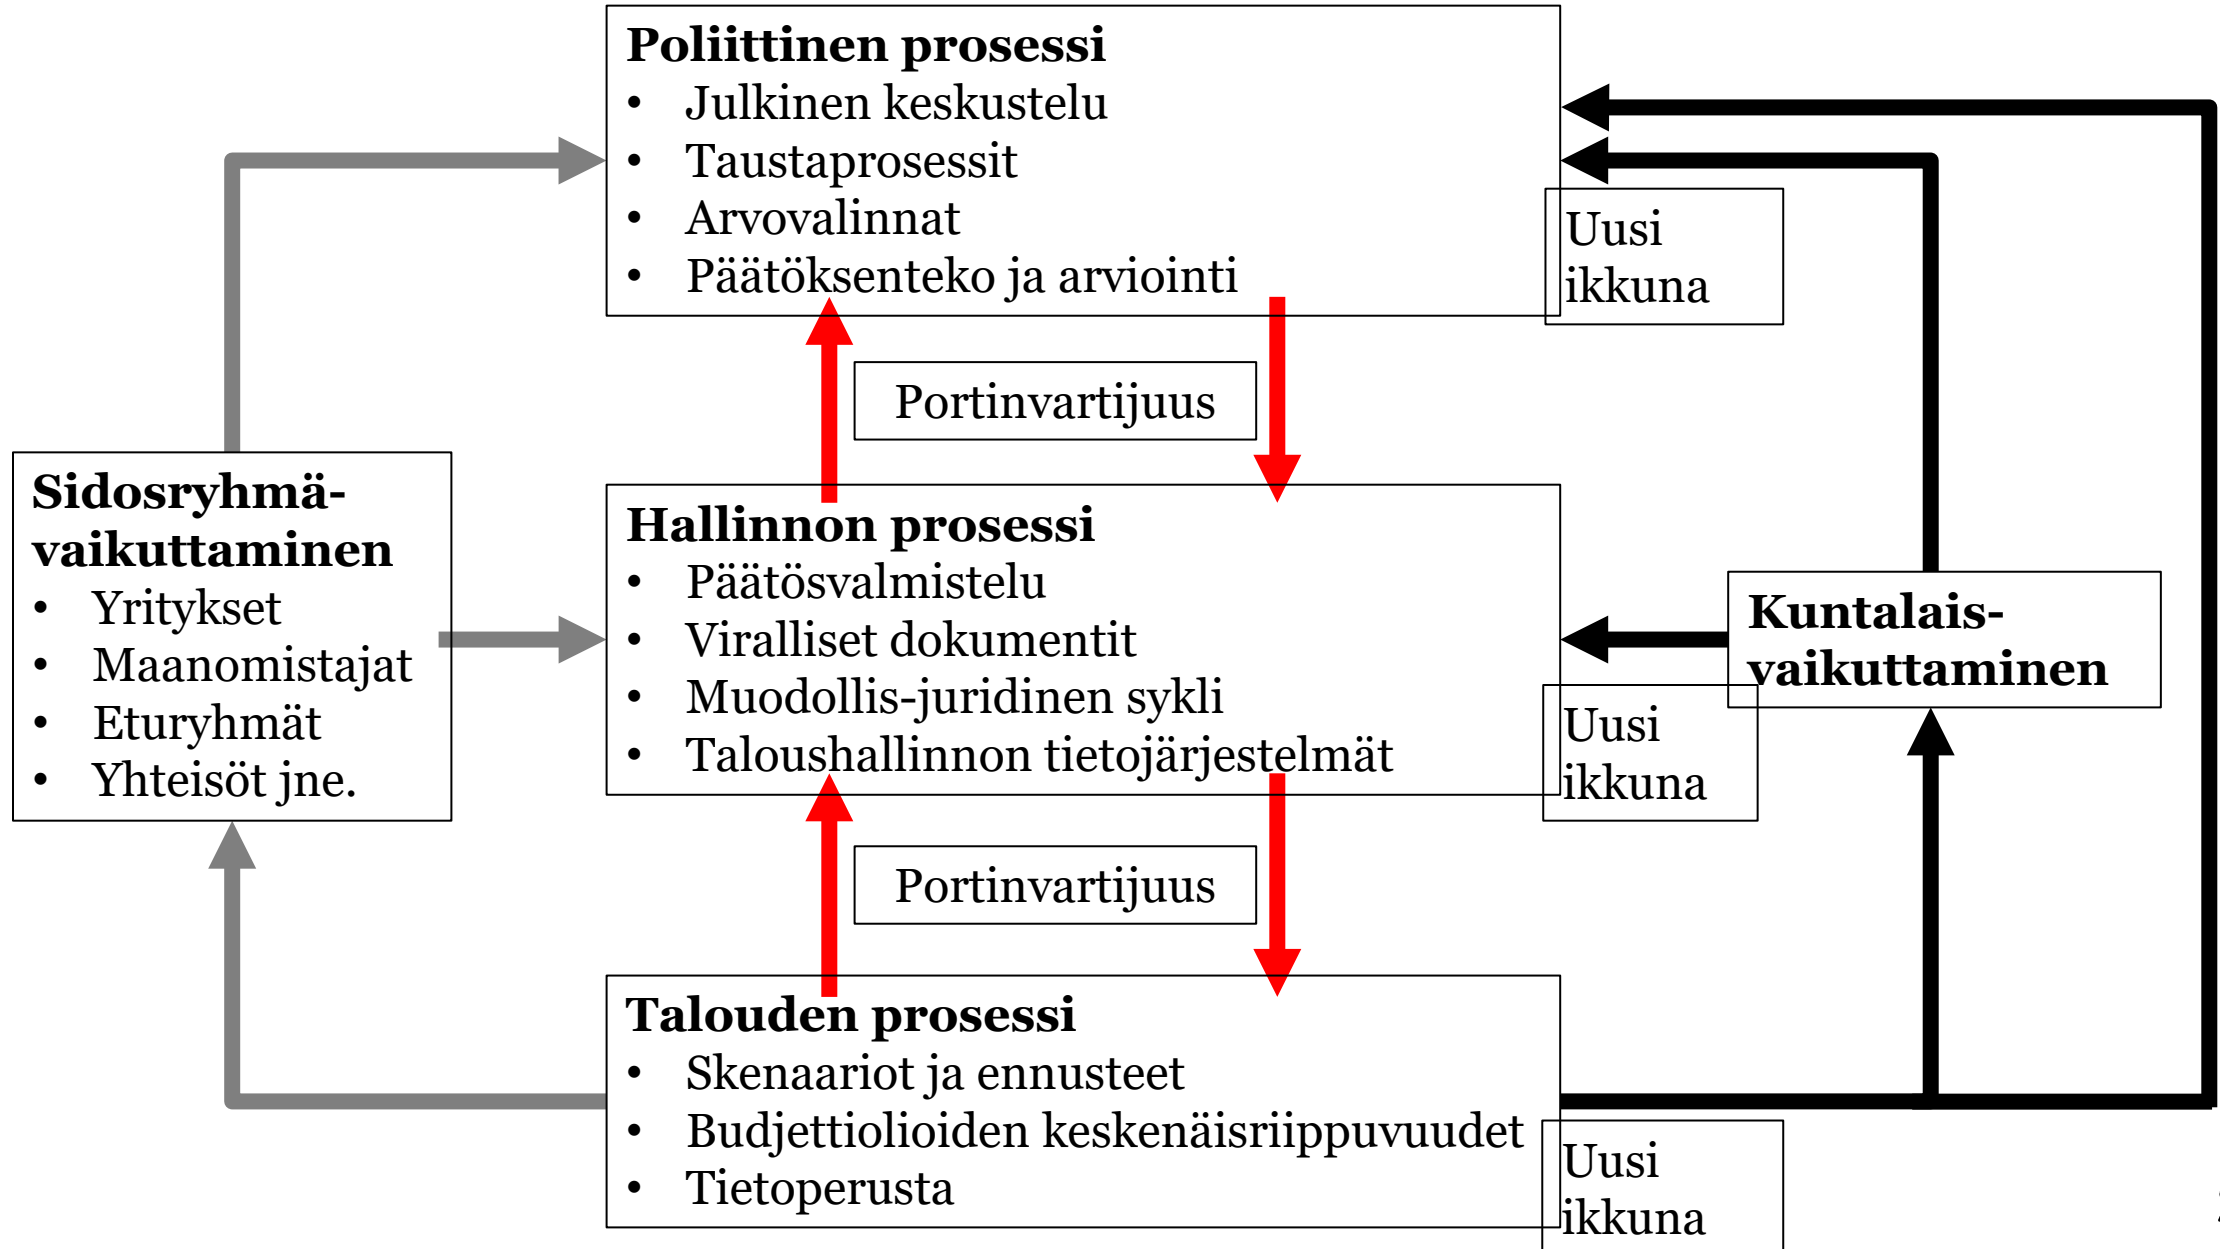 Poliittinen prosessi
• Julkinen keskustelu
• Taustaprosessit
• Arvovalinnat
• Päätöksenteko ja arviointi
Uusi
ikkuna
Portinvartijuus
Sidosryhmä-
vaikuttaminen
• Yritykset
• Maanomistajat
• Eturyhmät
• Yhteisöt jne.
Hallinnon prosessi
• Päätösvalmistelu
• Viralliset dokumentit
• Muodollis-juridinen sykli
• Taloushallinnon tietojärjestelmät
Kuntalais-
vaikuttaminen
Uusi
ikkuna
Portinvartijuus
Talouden prosessi
• Skenaariot ja ennusteet
• Budjettiolioiden keskenäisriippuvuudet
• Tietoperusta
Uusi
ikkuna